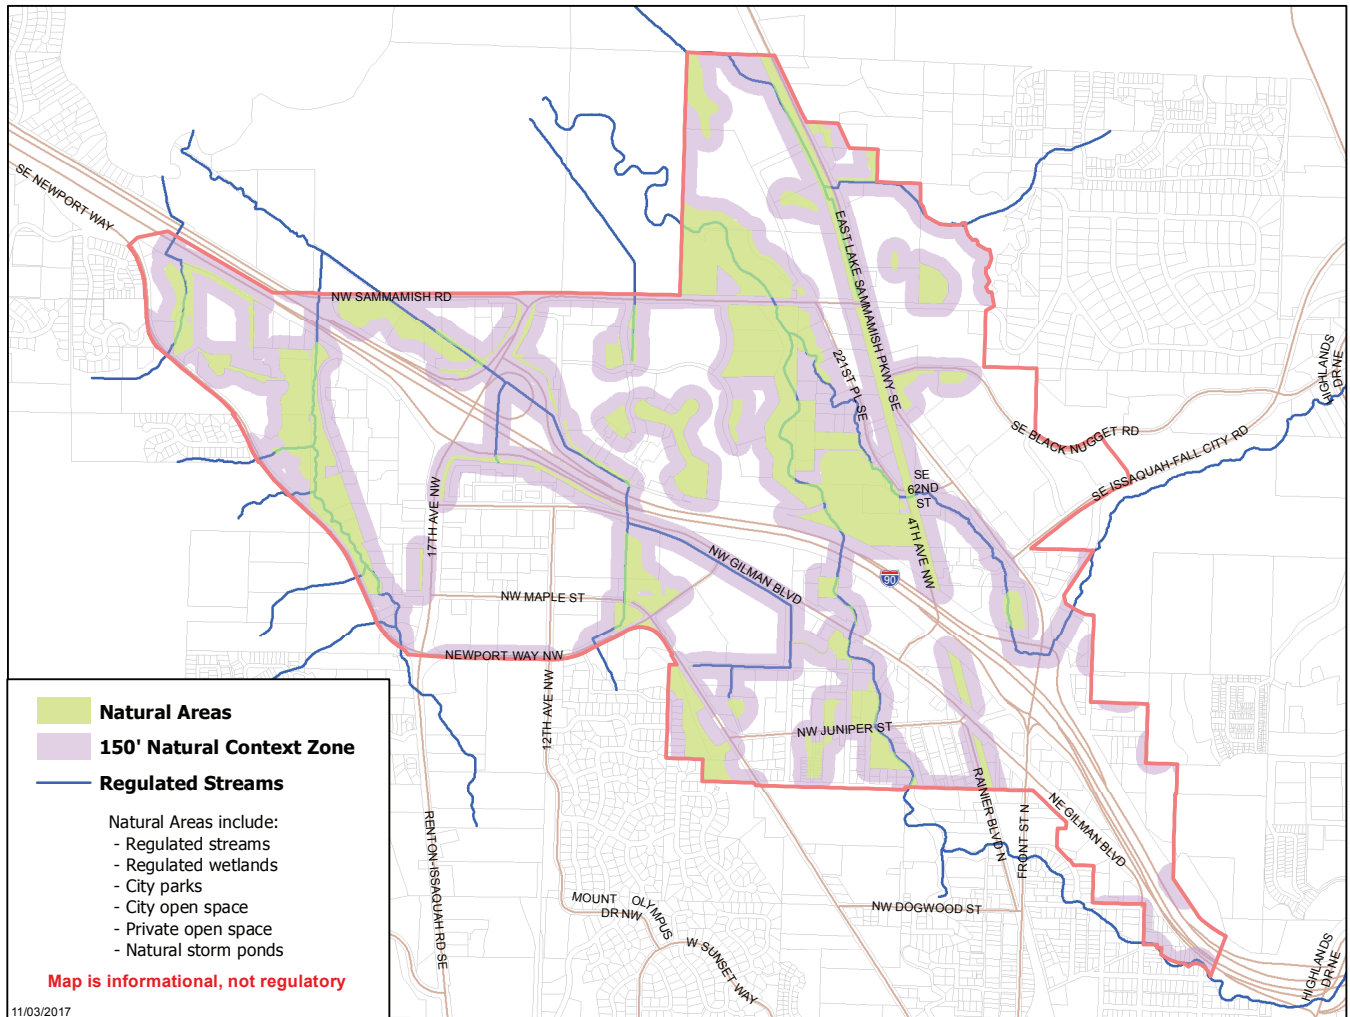 SE NEWPORT WAY
NW SAMMAMISH RD
EAST LAKE SAMMAMISH PKWY SE
221ST PL SE
HIGHLANDS
DR NE
SE BLACK NUGGET RD
SE ISSAQUAH-FALL CITY RD
SE
62ND
ST
17TH AVE NW
4TH AVE NW
NW GILMAN BLVD
90
NW MAPLE ST
NEWPORT WAY NW
12TH AVE NW
NW JUNIPER ST
RAINIER BLVD N
FRONT ST N
NE GILMAN BLVD
RENTON-ISSAQUAH RD SE
MOUNT OLYMPUS
DR NW
W SUNSET WAY
NW DOGWOOD ST
HIGHLANDS
DR NE
Natural Areas
150' Natural Context Zone
Regulated Streams
Natural Areas include:
- Regulated streams
- Regulated wetlands
- City parks
- City open space
- Private open space
- Natural storm ponds
Map is informational, not regulatory
11/03/2017